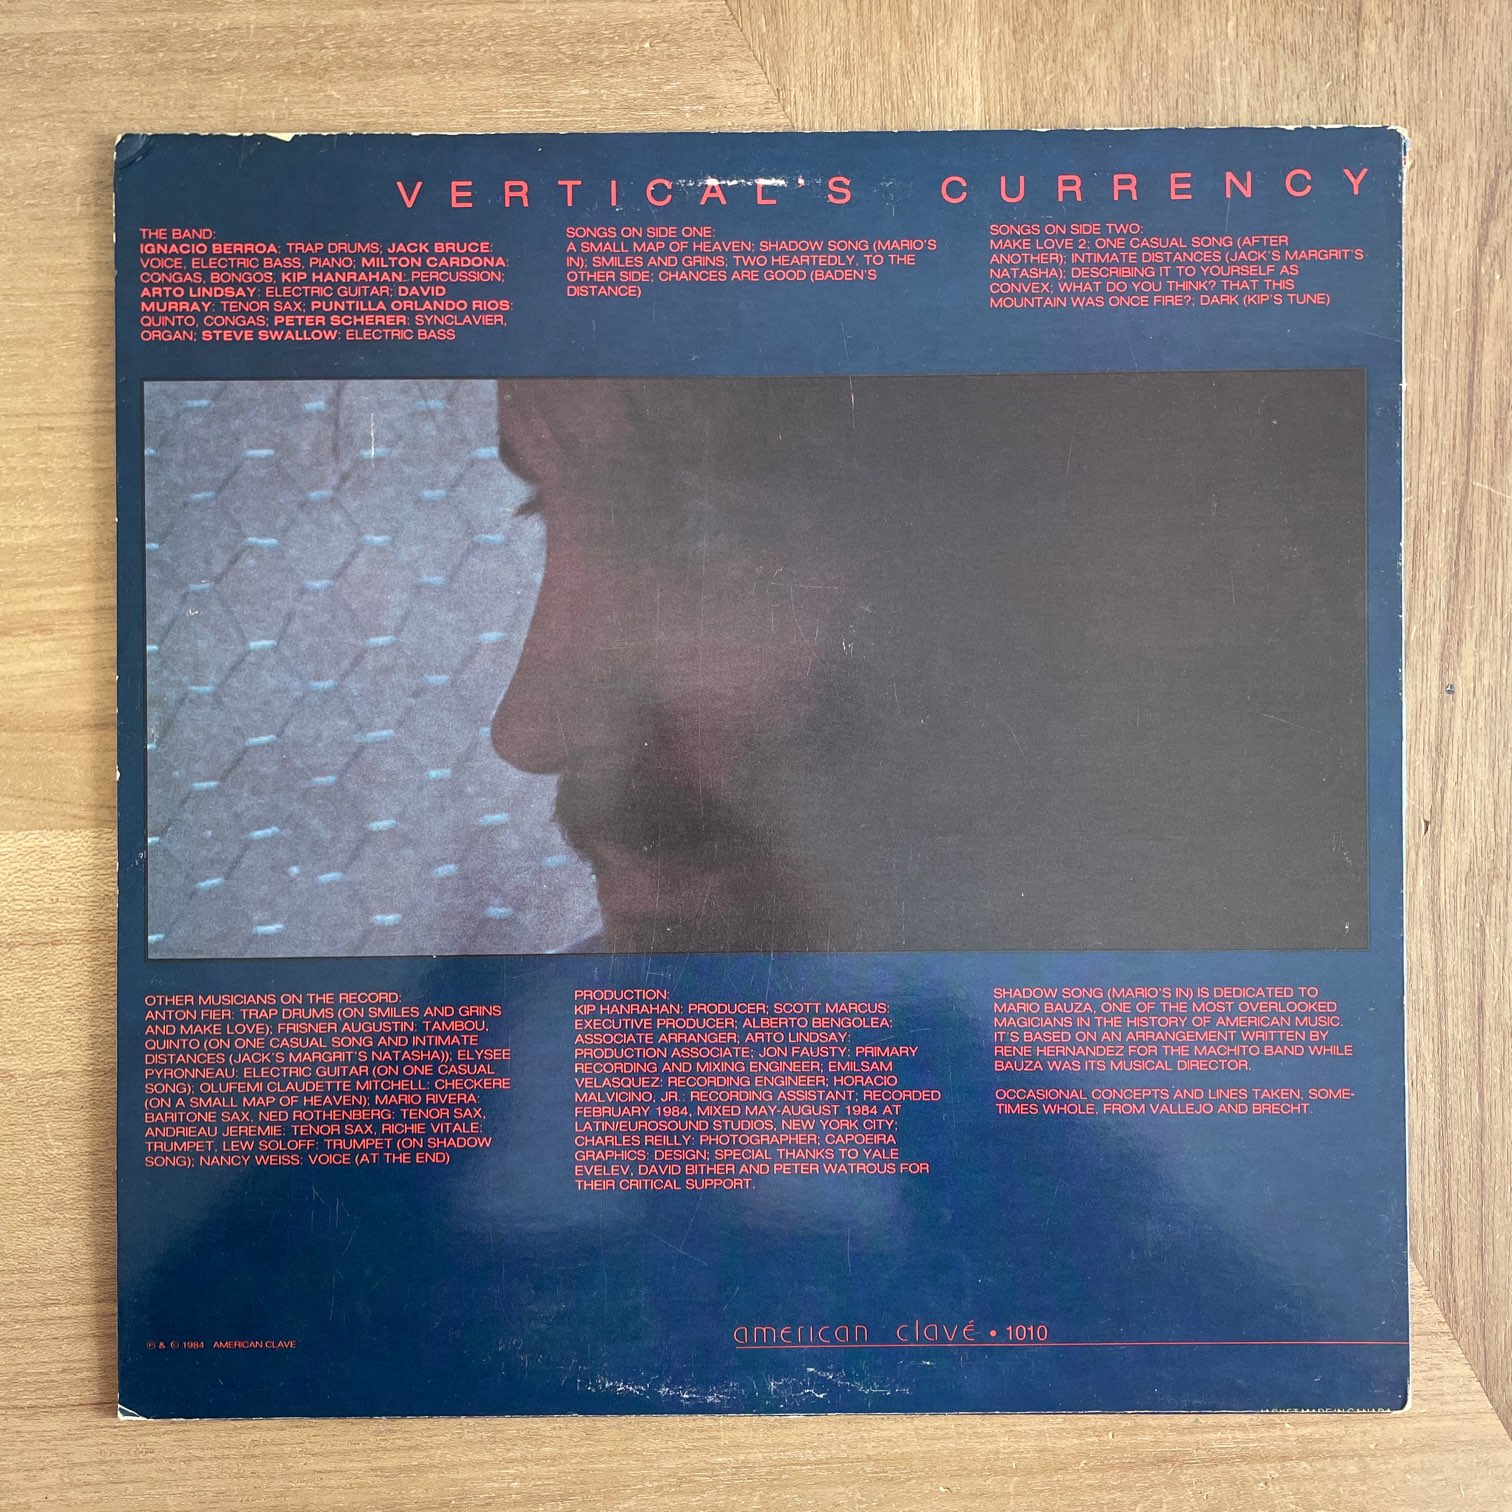 VERTICAL'S CURRENCY
THE BAND:
IGNACIO BERROA: TRAP DRUMS; JACK BRUCE:
VOICE, ELECTRIC BASS, PIANO; MILTON CARDONA:
CONGAS, BONGOS; KIP HANRAHAN: PERCUSSION;
ARTO LINDSAY: ELECTRIC GUITAR; DAVID
MURRAY: TENOR SAX; PUNTILLA ORLANDO RIOS:
QUINTO, CONGAS; PETER SCHERER: SYNCLAVIER,
ORGAN; STEVE SWALLOW: ELECTRIC BASS
SONGS ON SIDE ONE:
A SMALL MAP OF HEAVEN; SHADOW SONG (MARIO'S
IN); SMILES AND GRINS; TWO HEARTEDLY, TO THE
OTHER SIDE; CHANCES ARE GOOD (BADEN'S
DISTANCE)
SONGS ON SIDE TWO:
MAKE LOVE 2; ONE CASUAL SONG (AFTER
ANOTHER); INTIMATE DISTANCES (JACK'S MARGRIT'S
NATASHA); DESCRIBING IT TO YOURSELF AS
CONVEX; WHAT DO YOU THINK? THAT THIS
MOUNTAIN WAS ONCE FIRE?; DARK (KIP'S TUNE)
OTHER MUSICIANS ON THE RECORD:
ANTON FIER: TRAP DRUMS (ON SMILES AND GRINS
AND MAKE LOVE); FRISNER AUGUSTIN: TAMBOU,
QUINTO (ON ONE CASUAL SONG AND INTIMATE
DISTANCES (JACK'S MARGRIT'S NATASHA)); ELYSEE
PYRONNEAU: ELECTRIC GUITAR (ON ONE CASUAL
SONG); OLUFEMI CLAUDETTE MITCHELL: CHECKERE
(ON A SMALL MAP OF HEAVEN); MARIO RIVERA:
BARITONE SAX, NED ROTHENBERG: TENOR SAX,
ANDRIEAU JEREMIE: TENOR SAX, RICHIE VITALE:
TRUMPET, LEW SOLOFF: TRUMPET (ON SHADOW
SONG); NANCY WEISS: VOICE (AT THE END)
PRODUCTION:
KIP HANRAHAN: PRODUCER; SCOTT MARCUS:
EXECUTIVE PRODUCER; ALBERTO BENGOLEA:
ASSOCIATE ARRANGER; ARTO LINDSAY:
PRODUCTION ASSOCIATE; JON FAUSTY: PRIMARY
RECORDING AND MIXING ENGINEER; EMILSAM
VELASQUEZ: RECORDING ENGINEER; HORACIO
MALVICINO, JR.: RECORDING ASSISTANT; RECORDED
FEBRUARY 1984, MIXED MAY-AUGUST 1984 AT
LATIN/EUROSOUND STUDIOS, NEW YORK CITY;
CHARLES REILLY: PHOTOGRAPHER; CAPOEIRA
GRAPHICS: DESIGN; SPECIAL THANKS TO YALE
EVELEV, DAVID BITHER AND PETER WATROUS FOR
THEIR CRITICAL SUPPORT.
SHADOW SONG (MARIO'S IN) IS DEDICATED TO
MARIO BAUZA, ONE OF THE MOST OVERLOOKED
MAGICIANS IN THE HISTORY OF AMERICAN MUSIC.
IT'S BASED ON AN ARRANGEMENT WRITTEN BY
RENE HERNANDEZ FOR THE MACHITO BAND WHILE
BAUZA WAS ITS MUSICAL DIRECTOR.
OCCASIONAL CONCEPTS AND LINES TAKEN, SOME-
TIMES WHOLE, FROM VALLEJO AND BRECHT.
℗ & © 1984 AMERICAN CLAVE
american clavé • 1010
JACKET MADE IN CANADA